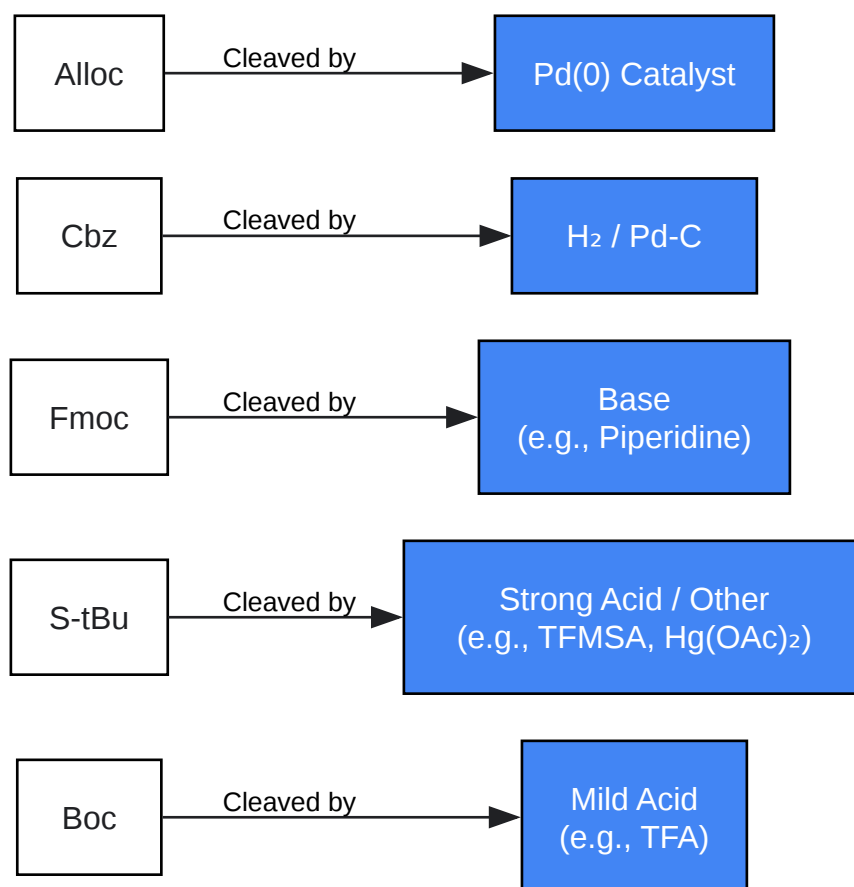 Alloc
Cleaved by
Pd(0) Catalyst
Cbz
Cleaved by
H₂ / Pd-C
Fmoc
Cleaved by
Base
(e.g., Piperidine)
S-tBu
Cleaved by
Strong Acid / Other
(e.g., TFMSA, Hg(OAc)₂)
Boc
Cleaved by
Mild Acid
(e.g., TFA)